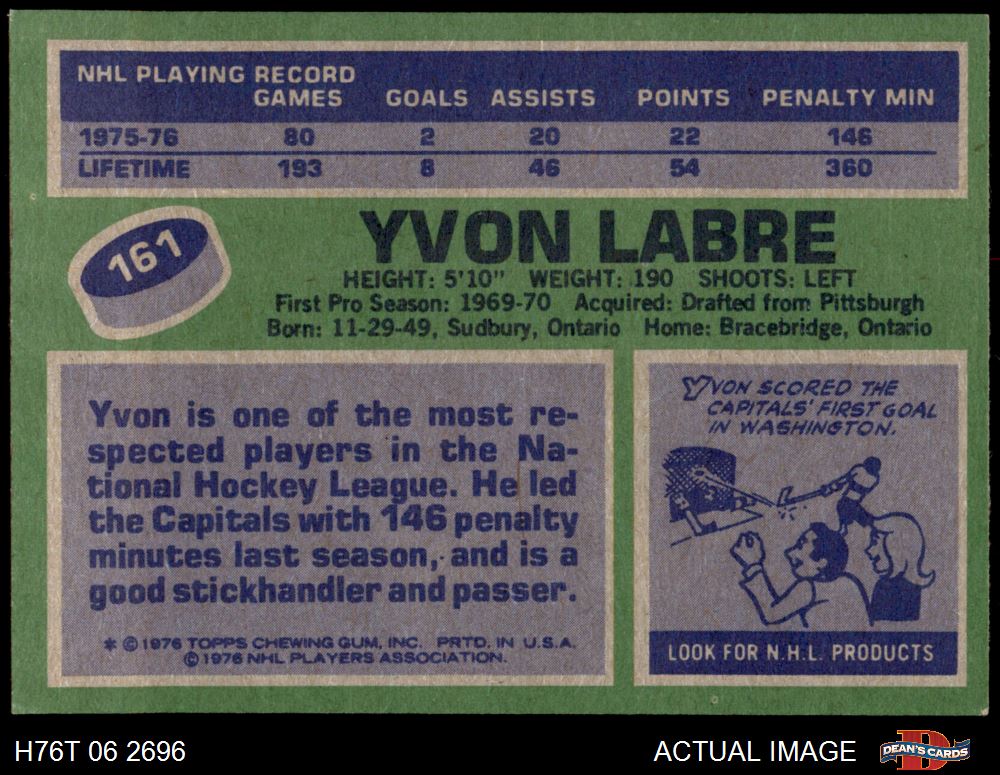 NHL PLAYING RECORD
GAMES GOALS ASSISTS POINTS PENALTY MIN
1975-76 80 2 20 22 146
LIFETIME 193 8 46 54 360
161
YVON LABRE
HEIGHT: 5'10" WEIGHT: 190 SHOOTS: LEFT
First Pro Season: 1969-70 Acquired: Drafted from Pittsburgh
Born: 11-29-49, Sudbury, Ontario Home: Bracebridge, Ontario
Yvon is one of the most re-
spected players in the Na-
tional Hockey League. He led
the Capitals with 146 penalty
minutes last season, and is a
good stickhandler and passer.
* © 1976 TOPPS CHEWING GUM, INC. PRTD. IN U.S.A.
© 1976 NHL PLAYERS ASSOCIATION.
YVON SCORED THE
CAPITALS' FIRST GOAL
IN WASHINGTON.
LOOK FOR N.H.L. PRODUCTS
H76T 06 2696
ACTUAL IMAGE
D
DEAN'S CARDS